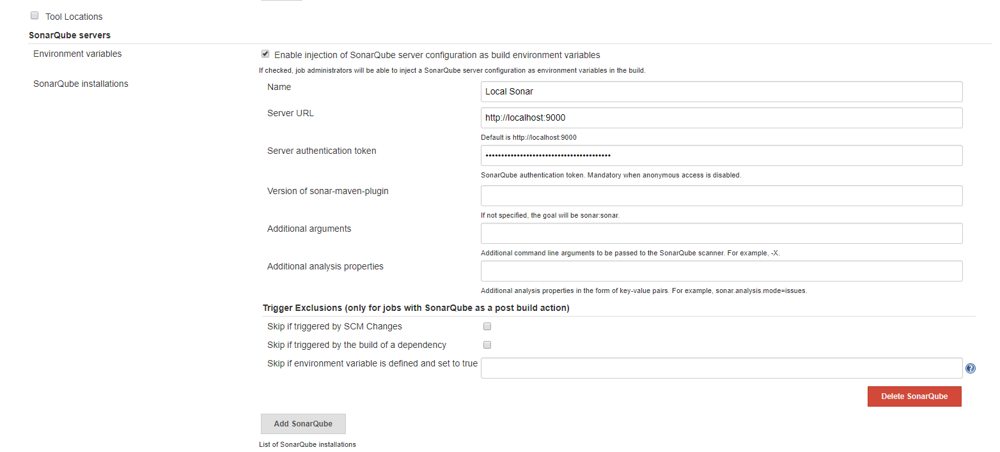 Tool Locations
SonarQube servers
Environment variables
Enable injection of SonarQube server configuration as build environment variables
If checked, job administrators will be able to inject a SonarQube server configuration as environment variables in the build.
SonarQube installations
Name
Local Sonar
Server URL
http://localhost:9000
Default is http://localhost:9000
Server authentication token
••••••••••••••••••••••••••••••••••••••••
SonarQube authentication token. Mandatory when anonymous access is disabled.
Version of sonar-maven-plugin
If not specified, the goal will be sonar:sonar.
Additional arguments
Additional command line arguments to be passed to the SonarQube scanner. For example, -X.
Additional analysis properties
Additional analysis properties in the form of key-value pairs. For example, sonar.analysis.mode=issues.
Trigger Exclusions (only for jobs with SonarQube as a post build action)
Skip if triggered by SCM Changes
Skip if triggered by the build of a dependency
Skip if environment variable is defined and set to true
?
Delete SonarQube
Add SonarQube
List of SonarQube installations